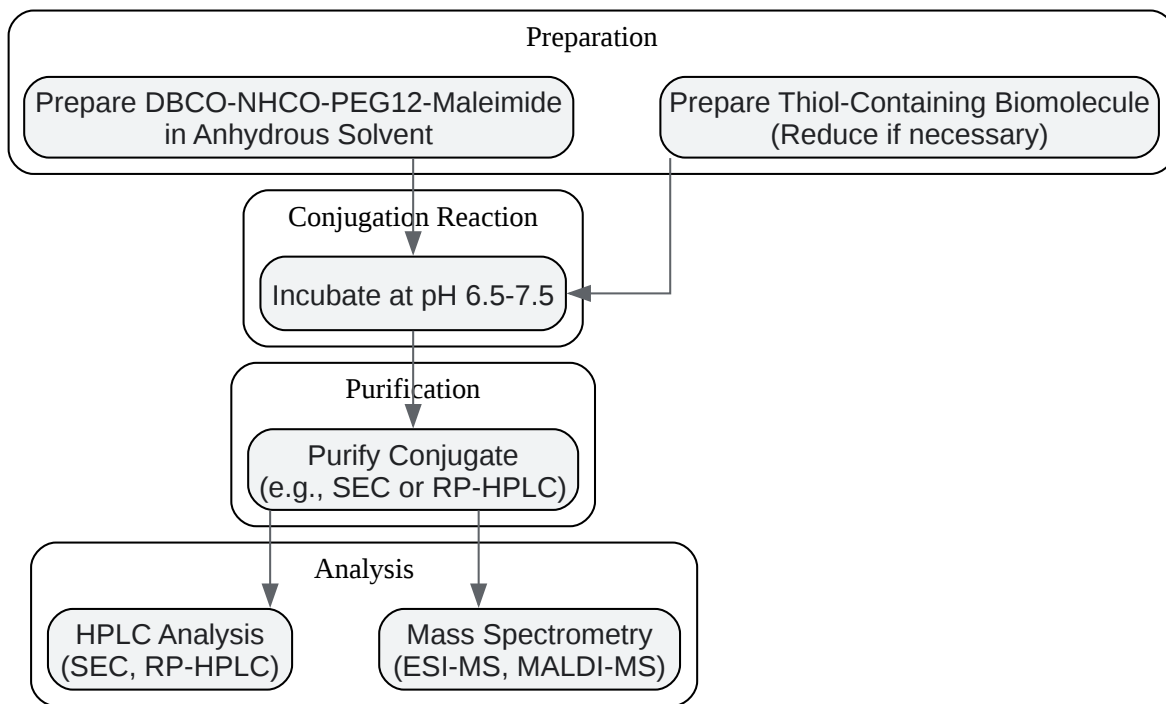 Preparation
Prepare DBCO-NHCO-PEG12-Maleimide
in Anhydrous Solvent
Prepare Thiol-Containing Biomolecule
(Reduce if necessary)
Conjugation Reaction
Incubate at pH 6.5-7.5
Purification
Purify Conjugate
(e.g., SEC or RP-HPLC)
Analysis
HPLC Analysis
(SEC, RP-HPLC)
Mass Spectrometry
(ESI-MS, MALDI-MS)